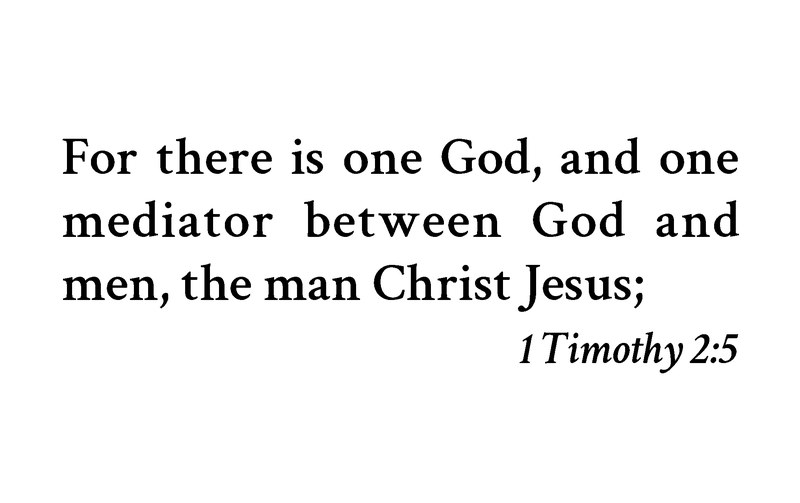 For there is one God, and one
mediator between God and
men, the man Christ Jesus;
1 Timothy 2:5